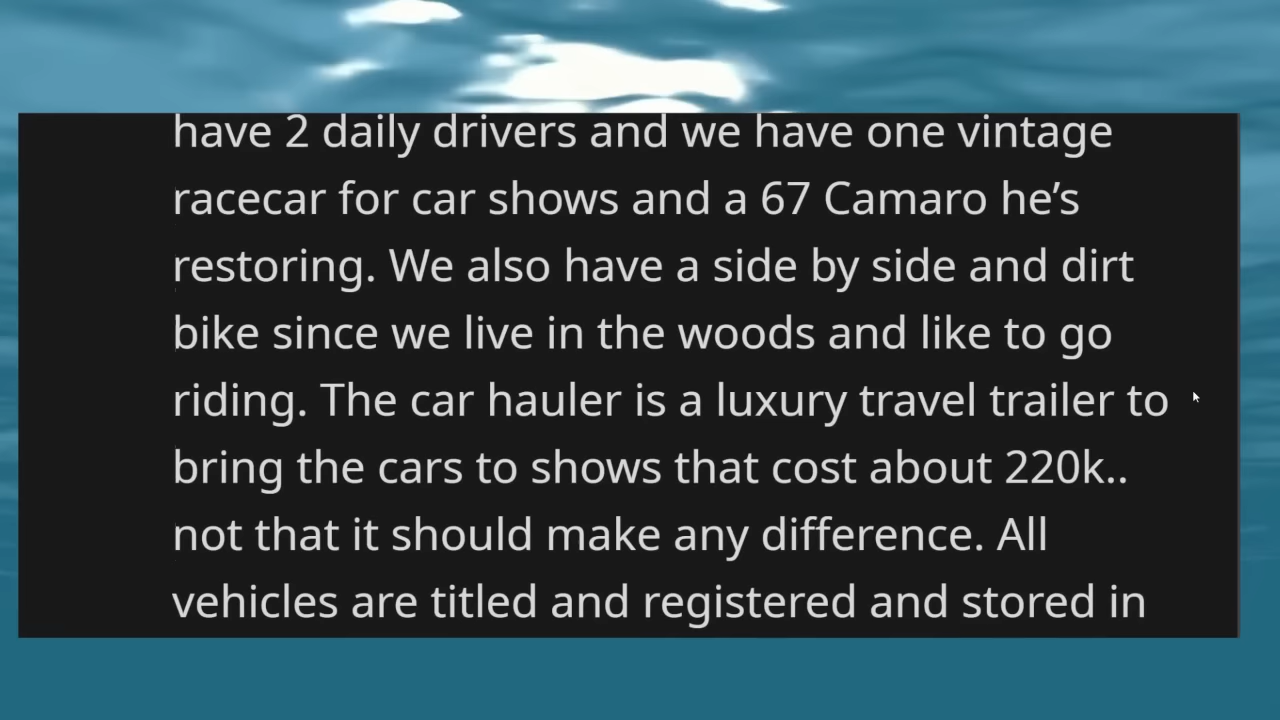 have 2 daily drivers and we have one vintage
racecar for car shows and a 67 Camaro he’s
restoring. We also have a side by side and dirt
bike since we live in the woods and like to go
riding. The car hauler is a luxury travel trailer to
bring the cars to shows that cost about 220k..
not that it should make any difference. All
vehicles are titled and registered and stored in